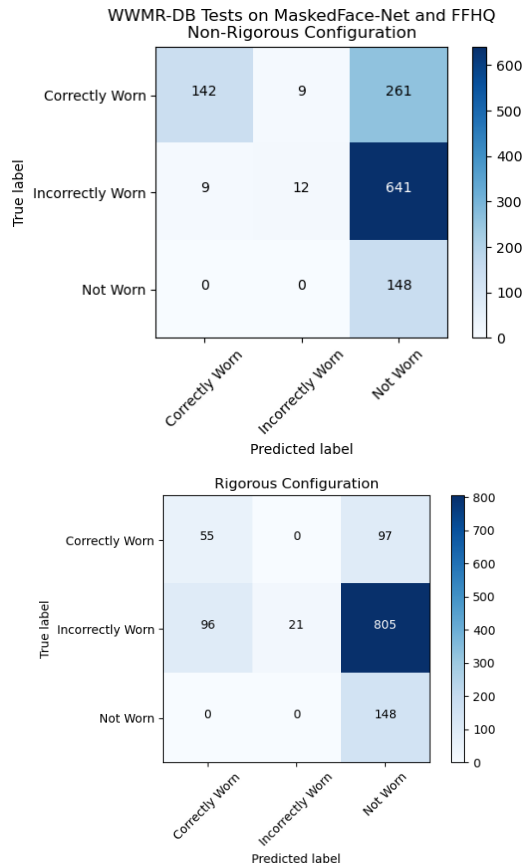 WWMR-DB Tests on MaskedFace-Net and FFHQ
Non-Rigorous Configuration
True label
Correctly Worn 142 9 261
Incorrectly Worn 9 12 641
Not Worn 0 0 148
Correctly Worn Incorrectly Worn Not Worn
Predicted label
600
500
400
300
200
100
0
Rigorous Configuration
True label
Correctly Worn 55 0 97
Incorrectly Worn 96 21 805
Not Worn 0 0 148
Correctly Worn Incorrectly Worn Not Worn
Predicted label
800
700
600
500
400
300
200
100
0